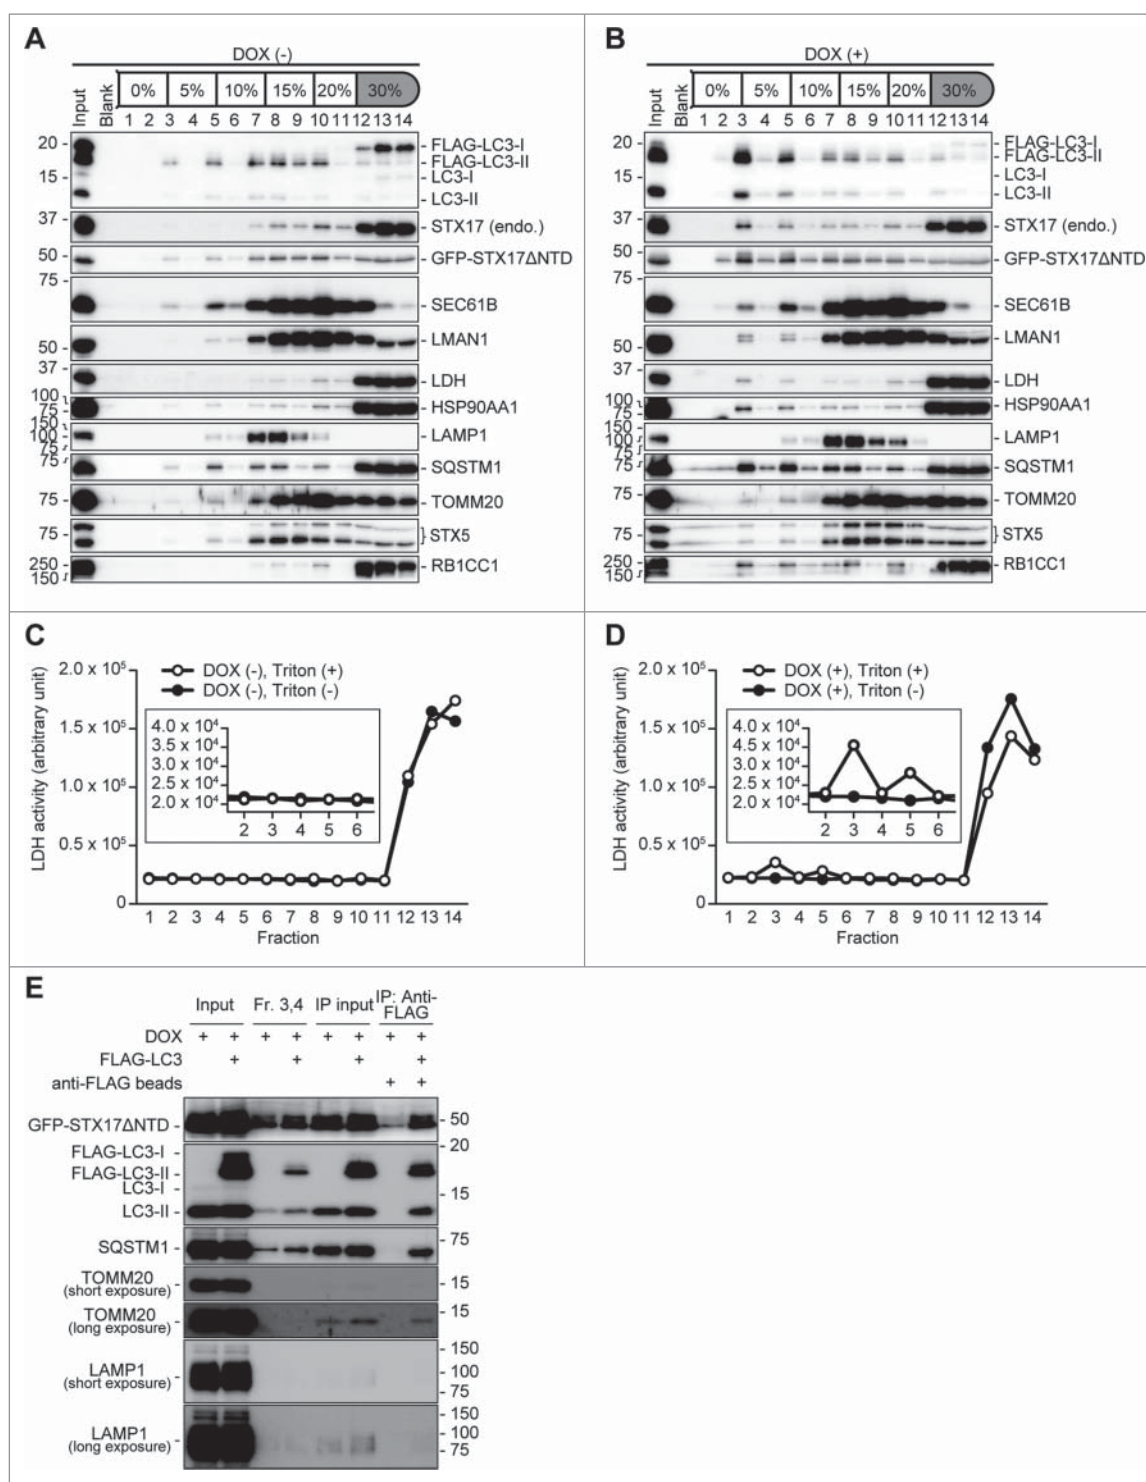 A
DOX (-)
Input Blank 0% 5% 10% 15% 20% 30%
1 2 3 4 5 6 7 8 9 10 11 12 13 14
20 - - FLAG-LC3-I
- FLAG-LC3-II
15 - LC3-I
- LC3-II
37 - - STX17 (endo.)
50 - - GFP-STX17ΔNTD
75 -
- SEC61B
- LMAN1
50 -
37 -
- LDH
100
75 - HSP90AA1
150
100 - - LAMP1
75
75 - SQSTM1
75 - - TOMM20
75 - } STX5
250 - - RB1CC1
150
B
DOX (+)
Input Blank 0% 5% 10% 15% 20% 30%
1 2 3 4 5 6 7 8 9 10 11 12 13 14
20 - - FLAG-LC3-I
- FLAG-LC3-II
15 - LC3-I
- LC3-II
37 - - STX17 (endo.)
50 - - GFP-STX17ΔNTD
75 -
- SEC61B
- LMAN1
50 -
37 -
- LDH
100
75 - HSP90AA1
150
100 - - LAMP1
75
75 - SQSTM1
75 - - TOMM20
75 - } STX5
250 - - RB1CC1
150
C
LDH activity (arbitrary unit)
2.0 x 10⁵
1.5 x 10⁵
1.0 x 10⁵
0.5 x 10⁵
0
DOX (-), Triton (+)
DOX (-), Triton (-)
4.0 x 10⁴
4.5 x 10⁴
3.0 x 10⁴
2.5 x 10⁴
2.0 x 10⁴
2 3 4 5 6
1 2 3 4 5 6 7 8 9 10 11 12 13 14
Fraction
D
LDH activity (arbitrary unit)
2.0 x 10⁵
1.5 x 10⁵
1.0 x 10⁵
0.5 x 10⁵
0
DOX (+), Triton (+)
DOX (+), Triton (-)
4.0 x 10⁴
4.5 x 10⁴
3.0 x 10⁴
2.5 x 10⁴
2.0 x 10⁴
2 3 4 5 6
1 2 3 4 5 6 7 8 9 10 11 12 13 14
Fraction
E
Input Fr. 3,4 IP input IP: Anti-FLAG
DOX + + + + + + + +
FLAG-LC3 + + + +
anti-FLAG beads + +
GFP-STX17ΔNTD - - 50
- 20
FLAG-LC3-I -
FLAG-LC3-II -
LC3-I -
- 15
LC3-II -
- 75
SQSTM1 -
TOMM20 - - 15
(short exposure)
TOMM20 - - 15
(long exposure)
- 150
LAMP1 - - 100
(short exposure) - 75
- 150
LAMP1 - - 100
(long exposure) - 75